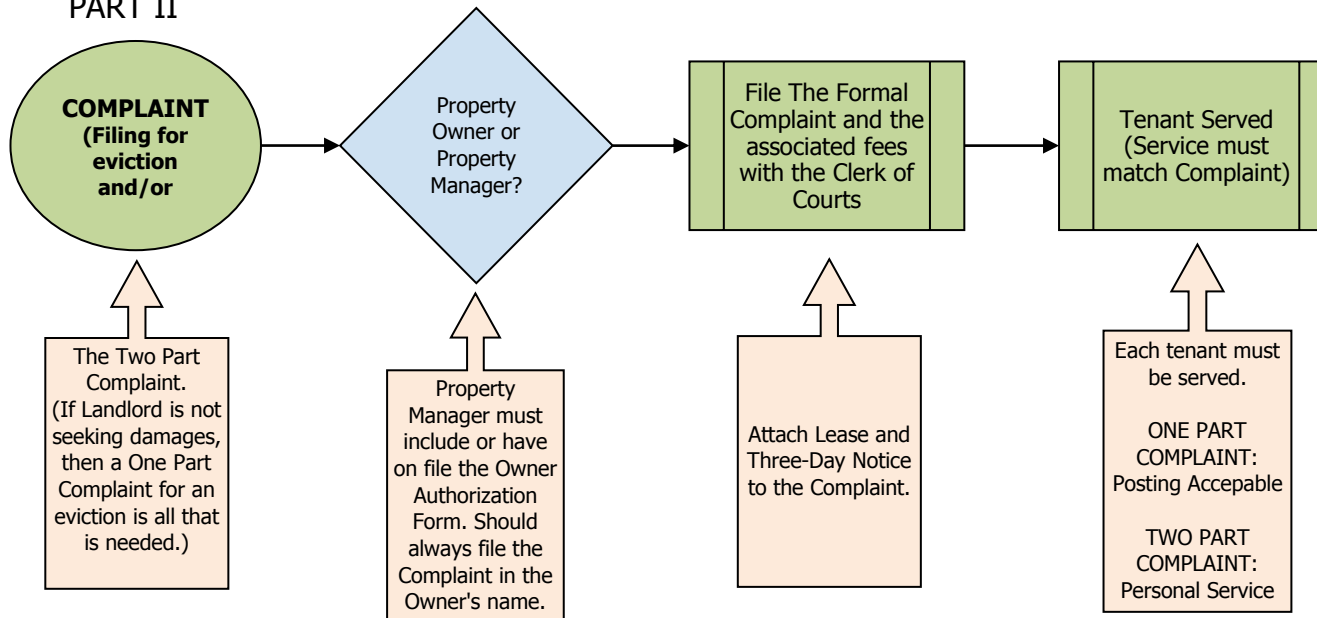 PART II
COMPLAINT
(Filing for
eviction
and/or
Property
Owner or
Property
Manager?
File The Formal
Complaint and the
associated fees
with the Clerk of
Courts
Tenant Served
(Service must
match Complaint)
The Two Part
Complaint.
(If Landlord is not
seeking damages,
then a One Part
Complaint for an
eviction is all that
is needed.)
Property
Manager must
include or have
on file the Owner
Authorization
Form. Should
always file the
Complaint in the
Owner's name.
Attach Lease and
Three-Day Notice
to the Complaint.
Each tenant must
be served.
ONE PART
COMPLAINT:
Posting Accepable
TWO PART
COMPLAINT:
Personal Service